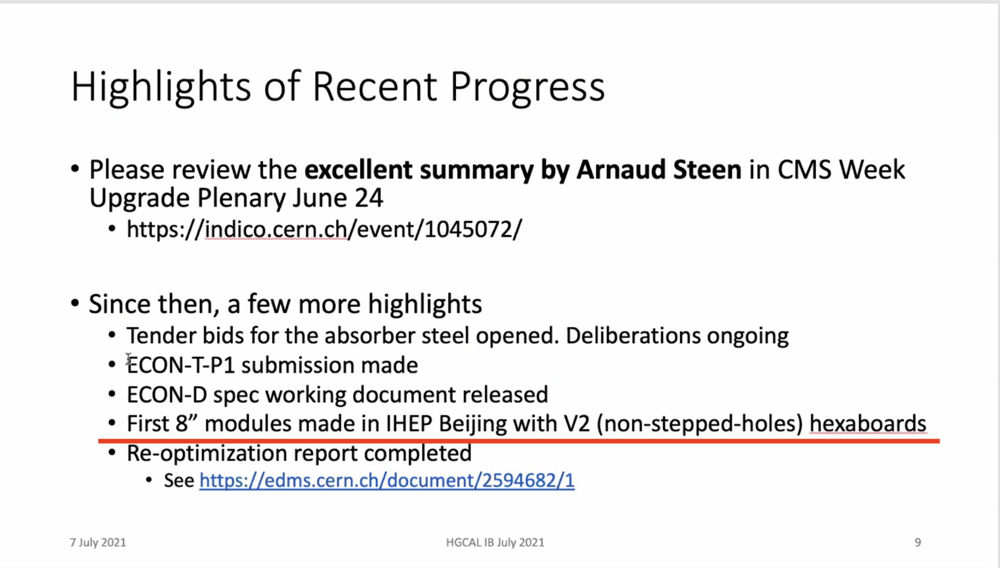 Highlights of Recent Progress
• Please review the excellent summary by Arnaud Steen in CMS Week
Upgrade Plenary June 24
• https://indico.cern.ch/event/1045072/
• Since then, a few more highlights
• Tender bids for the absorber steel opened. Deliberations ongoing
• ECON-T-P1 submission made
• ECON-D spec working document released
• First 8” modules made in IHEP Beijing with V2 (non-stepped-holes) hexaboards
• Re-optimization report completed
• See https://edms.cern.ch/document/2594682/1
7 July 2021
HGCAL IB July 2021
9